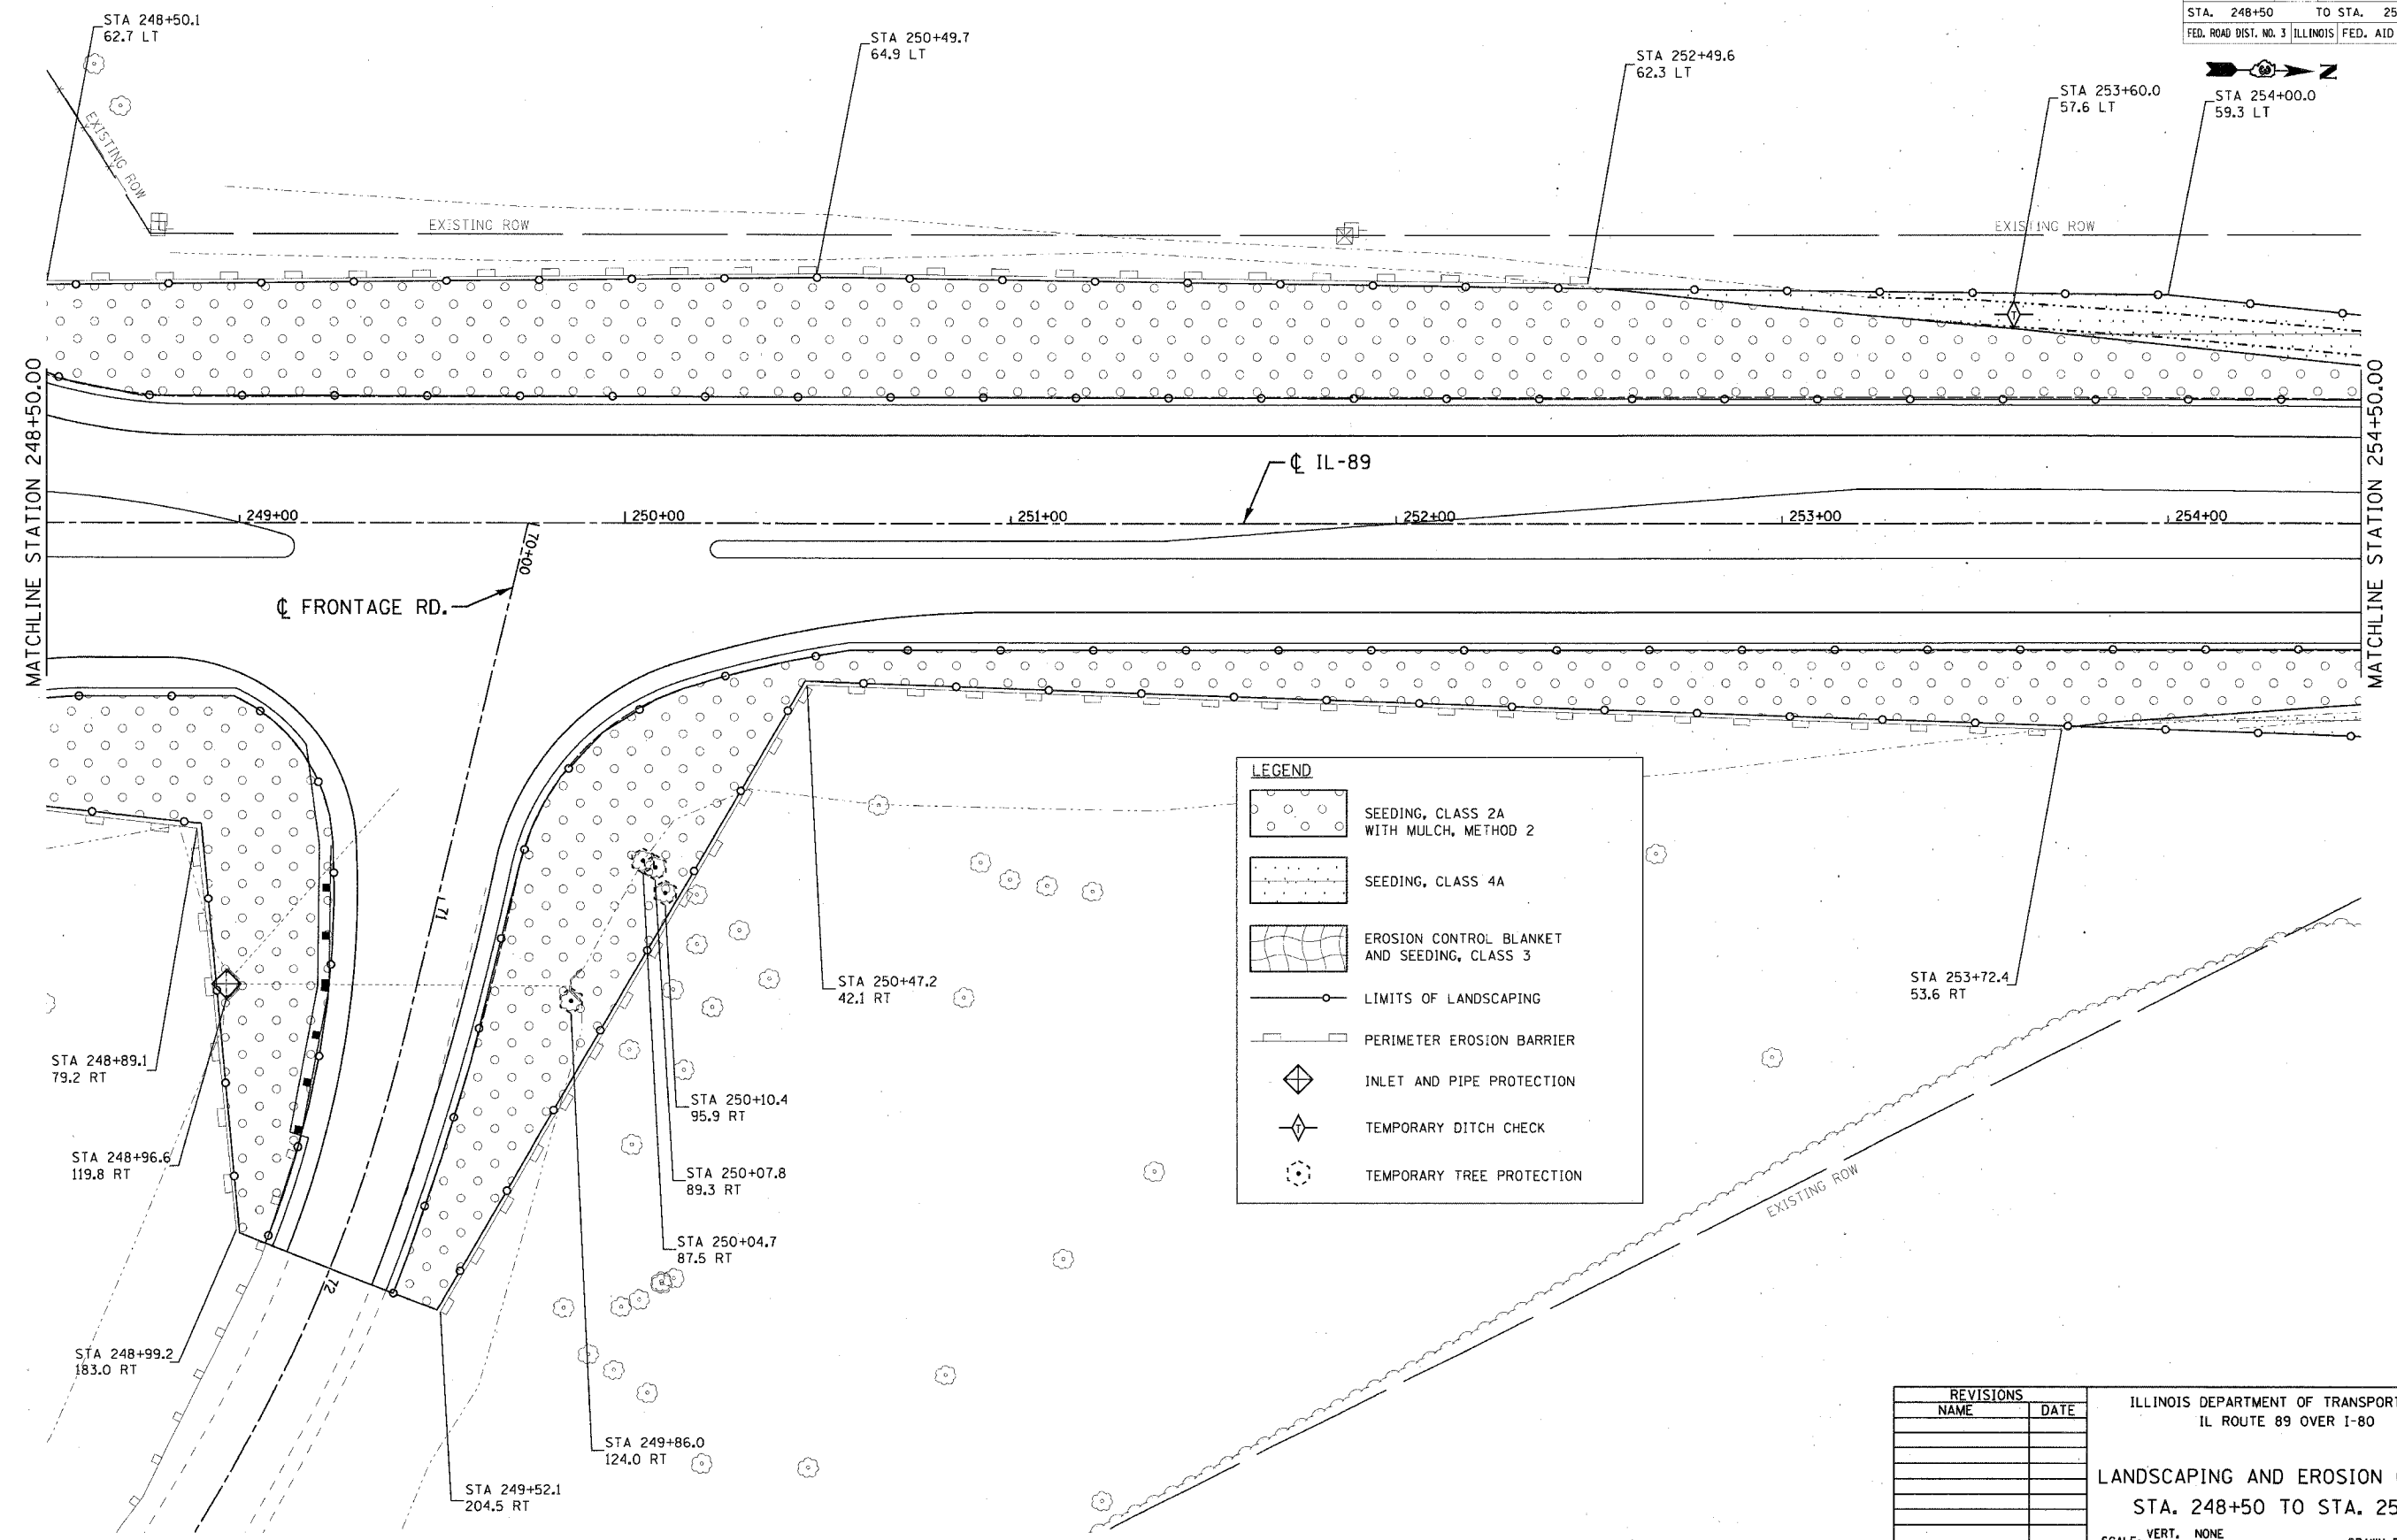 STA. 248+50 TO STA. 25
FED. ROAD DIST. NO. 3 ILLINOIS FED. AID
N
STA 248+50.1
62.7 LT
STA 250+49.7
64.9 LT
STA 252+49.6
62.3 LT
STA 253+60.0
57.6 LT
STA 254+00.0
59.3 LT
EXISTING ROW
EXISTING ROW
EXISTING ROW
MATCHLINE STATION 248+50.00
MATCHLINE STATION 254+50.00
℄ IL-89
249+00
250+00
251+00
252+00
253+00
254+00
70+00
℄ FRONTAGE RD.
71
72
LEGEND
SEEDING, CLASS 2A
WITH MULCH, METHOD 2
SEEDING, CLASS 4A
EROSION CONTROL BLANKET
AND SEEDING, CLASS 3
LIMITS OF LANDSCAPING
PERIMETER EROSION BARRIER
INLET AND PIPE PROTECTION
T
TEMPORARY DITCH CHECK
TEMPORARY TREE PROTECTION
STA 250+47.2
42.1 RT
STA 253+72.4
53.6 RT
STA 248+89.1
79.2 RT
STA 250+10.4
95.9 RT
STA 248+96.6
119.8 RT
STA 250+07.8
89.3 RT
STA 250+04.7
87.5 RT
STA 248+99.2
183.0 RT
STA 249+86.0
124.0 RT
STA 249+52.1
204.5 RT
EXISTING ROW
REVISIONS
NAME DATE
ILLINOIS DEPARTMENT OF TRANSPORT
IL ROUTE 89 OVER I-80
LANDSCAPING AND EROSION
STA. 248+50 TO STA. 25
SCALE: VERT. NONE